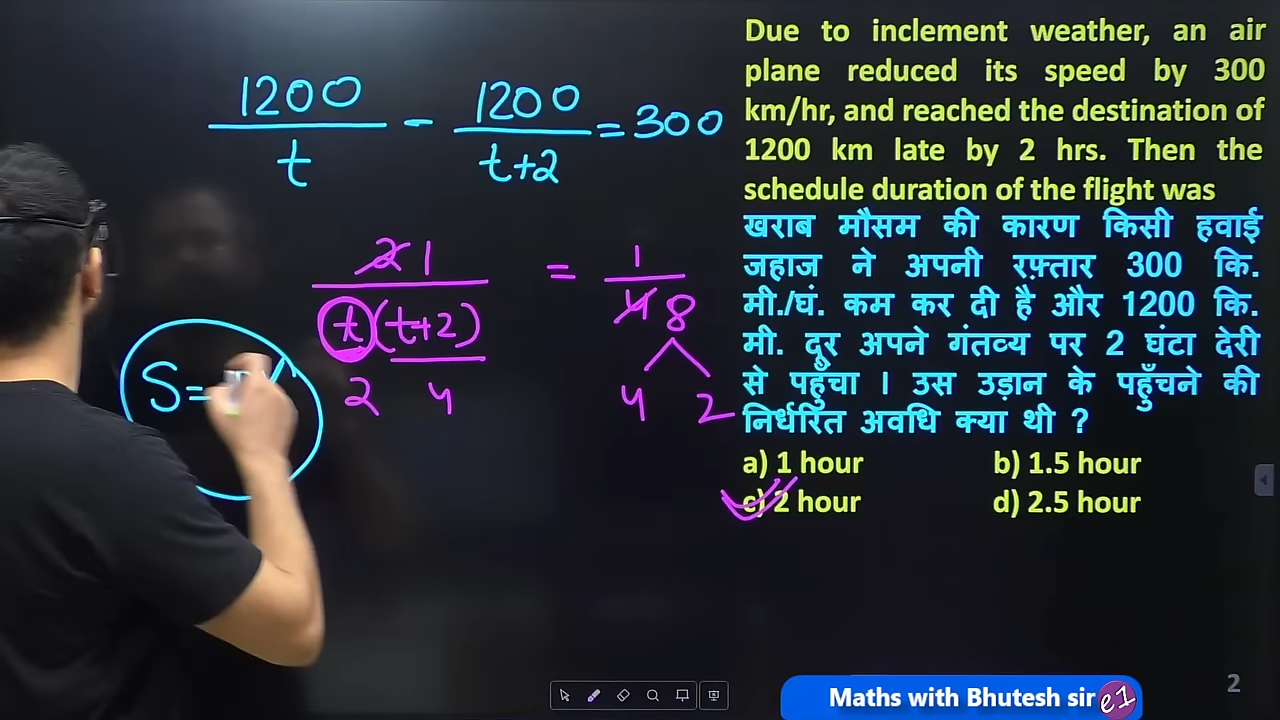 1200/t - 1200/t+2 = 300
2 1/t(t+2) = 1/4 8
2 4
4 2
S=
Due to inclement weather, an air
plane reduced its speed by 300
km/hr, and reached the destination of
1200 km late by 2 hrs. Then the
schedule duration of the flight was
खराब मौसम की कारण किसी हवाई
जहाज ने अपनी रफ़्तार 300 कि.
मी./घं. कम कर दी है और 1200 कि.
मी. दूर अपने गंतव्य पर 2 घंटा देरी
से पहुँचा । उस उड़ान के पहुँचने की
निर्धरित अवधि क्या थी ?
a) 1 hour b) 1.5 hour
c) 2 hour d) 2.5 hour
Maths with Bhutesh sir e1
2